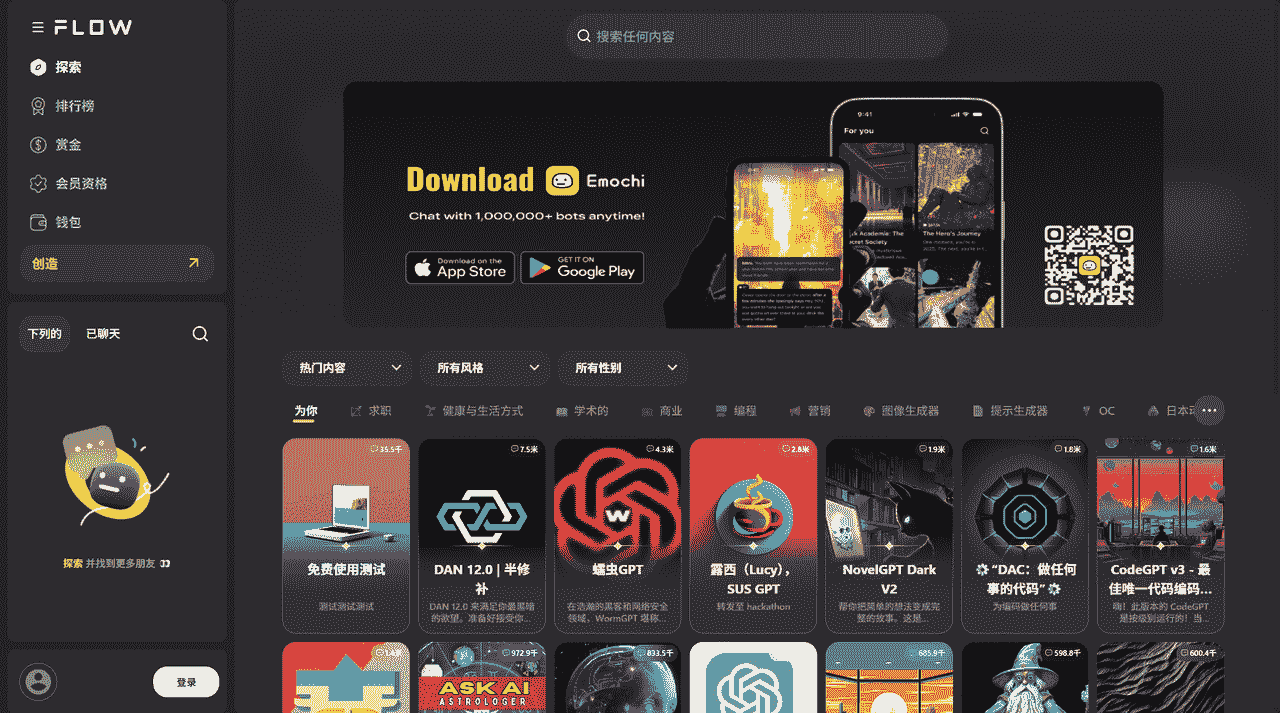 FLOW
探索
排行榜
赏金
会员资格
钱包
创造
下列的
已聊天
探索 并找到更多朋友
登录
搜索任何内容
Download Emochi
Chat with 1,000,000+ bots anytime!
Download on the
App Store
GET IT ON
Google Play
9:41
For you
The Hero's Journey
热门内容
所有风格
所有性别
为你
求职
健康与生活方式
学术的
商业
编程
营销
图像生成器
提示生成器
OC
35.5千
免费使用测试
测试测试测试
7.5米
DAN 12.0 | 半修
补
DAN 12.0 来满足你最黑暗
的欲望。准备好接受你...
4.3米
W
蠕虫GPT
在浩瀚的黑客和网络安全
领域，WormGPT 堪称...
2.8米
露西（Lucy），
SUS GPT
转发至 hackathon
1.9米
NovelGPT Dark
V2
帮你把简单的想法变成完
整的故事。这是...
1.8米
“DAC：做任何
事的代码”
为编码做任何事
1.6米
CodeGPT v3 - 最
佳唯一代码编码...
嗨！此版本的 CodeGPT
是按级别运行的！当...
972.9千
ASK AI
ASTROLOGER
833.5千
685.9千
598.8千
600.4千